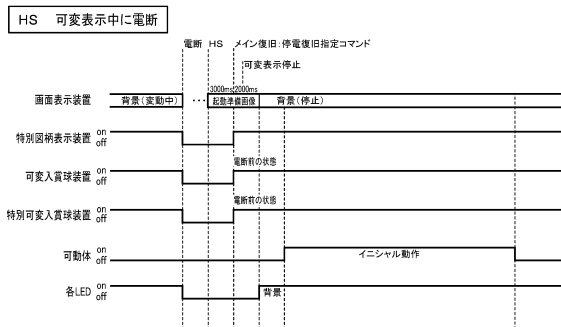 HS 可変表示中に電断
電断 HS メイン復旧:停電復旧指定コマンド
可変表示停止
3000ms 2000ms
画面表示装置 背景(変動中) ・・・ 起動準備画像 背景(停止)
特別図柄表示装置 on
off
電断前の状態
可変入賞球装置 on
off
電断前の状態
特別可変入賞球装置 on
off
可動体 on イニシャル動作
off
各LED on 背景
off